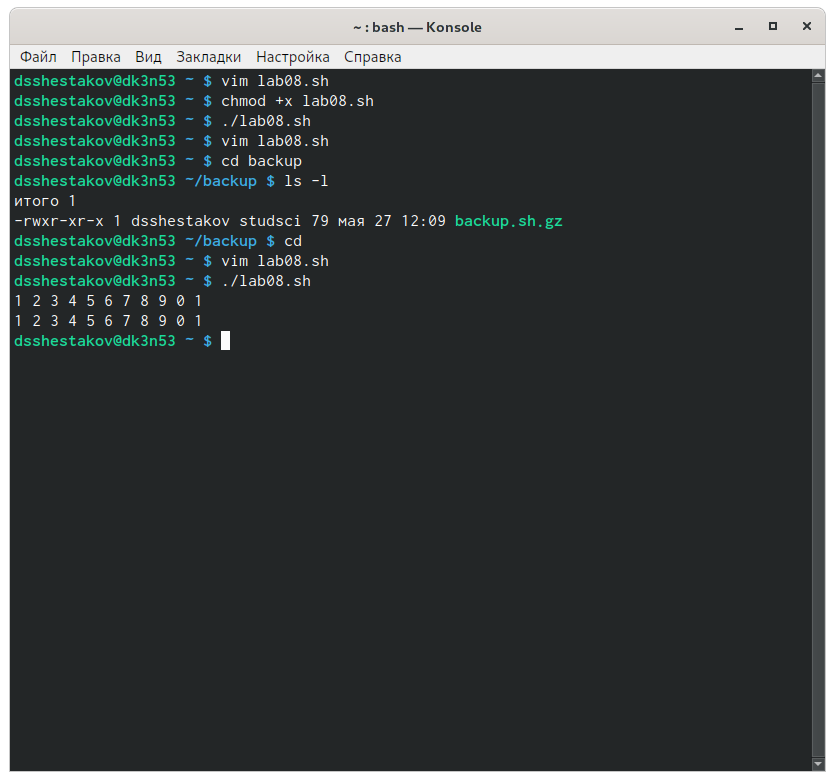 ~ : bash — Konsole
Файл Правка Вид Закладки Настройка Справка
dsshestakov@dk3n53 ~ $ vim lab08.sh
dsshestakov@dk3n53 ~ $ chmod +x lab08.sh
dsshestakov@dk3n53 ~ $ ./lab08.sh
dsshestakov@dk3n53 ~ $ vim lab08.sh
dsshestakov@dk3n53 ~ $ cd backup
dsshestakov@dk3n53 ~/backup $ ls -l
итого 1
-rwxr-xr-x 1 dsshestakov studsci 79 мая 27 12:09 backup.sh.gz
dsshestakov@dk3n53 ~/backup $ cd
dsshestakov@dk3n53 ~ $ vim lab08.sh
dsshestakov@dk3n53 ~ $ ./lab08.sh
1 2 3 4 5 6 7 8 9 0 1
1 2 3 4 5 6 7 8 9 0 1
dsshestakov@dk3n53 ~ $